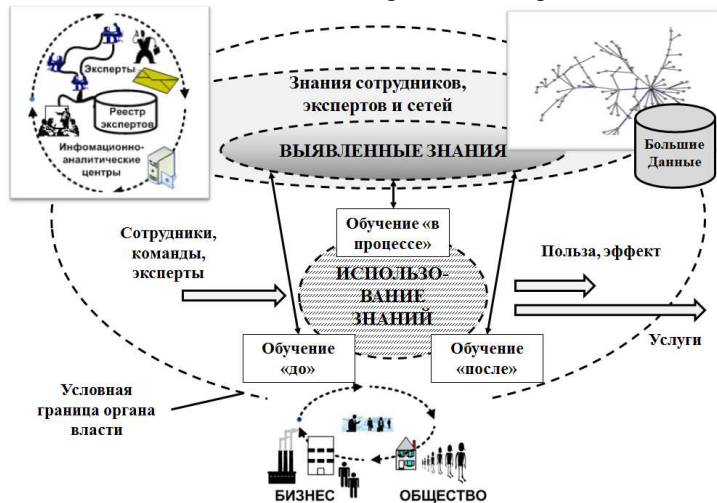 Эксперты
Реестр
экспертов
Инфомационно-
аналитические
центры
Знания сотрудников,
экспертов и сетей
ВЫЯВЛЕННЫЕ ЗНАНИЯ
Большие
Данные
Обучение «в
процессе»
Сотрудники,
команды,
эксперты
ИСПОЛЬЗО-
ВАНИЕ
ЗНАНИЙ
Польза, эффект
Услуги
Обучение
«до»
Обучение
«после»
Условная
граница органа
власти
БИЗНЕС
ОБЩЕСТВО